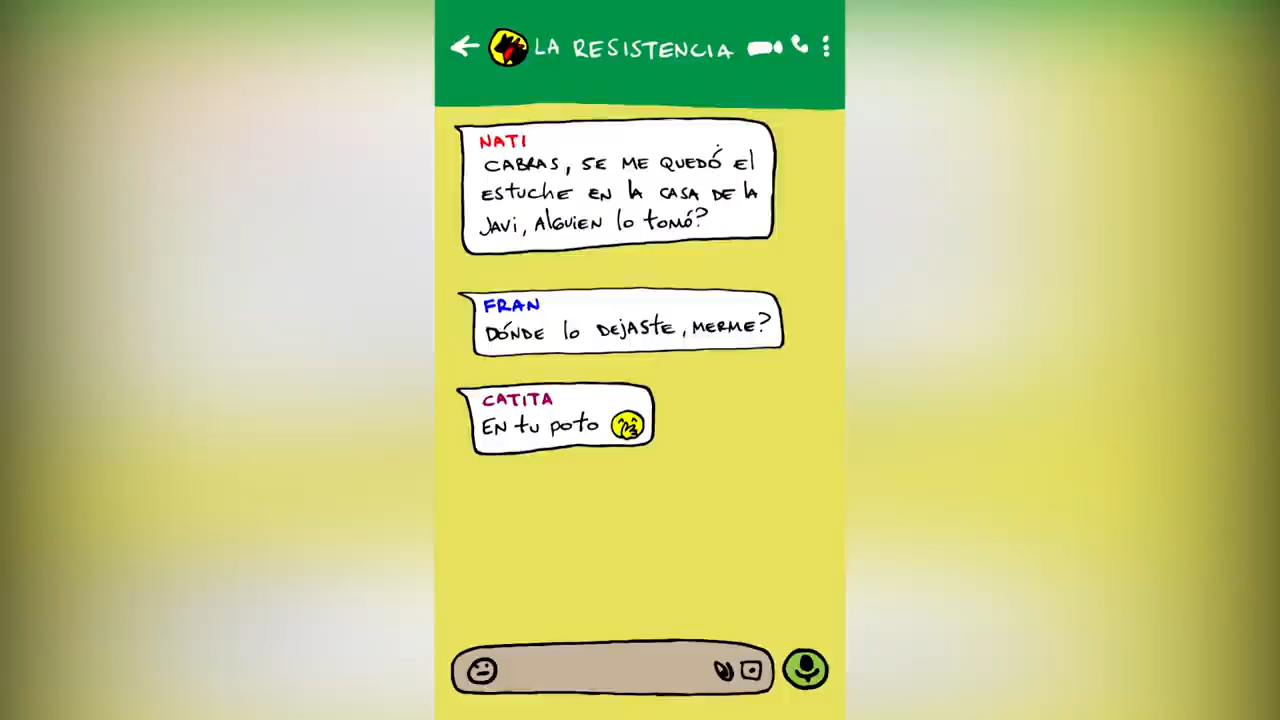 LA RESISTENCIA
NATI
CABRAS, SE ME QUEDÓ El
EStuchE EN lA CASA DE lA
JAVi, AlguiEN lo tomó?
FRAN
DÓNDE lo DEJAStE, MERME?
CATITA
EN tu poto